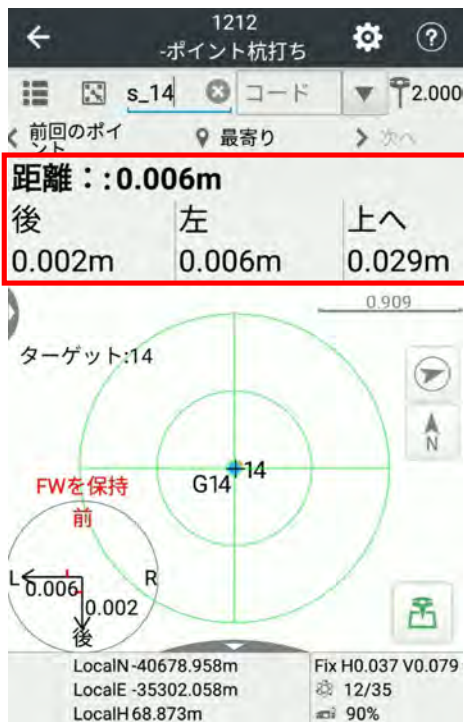 1212
-ポイント杭打ち
s_14 コード 2.000
前回のポイント 最寄り 次へ
距離：:0.006m
後 左 上へ
0.002m 0.006m 0.029m
0.909
ターゲット:14
N
G14 14
FWを保持
前
L R
0.006
0.002
後
LocalN -40678.958m Fix H0.037 V0.079
LocalE -35302.058m 12/35
LocalH 68.873m 90%